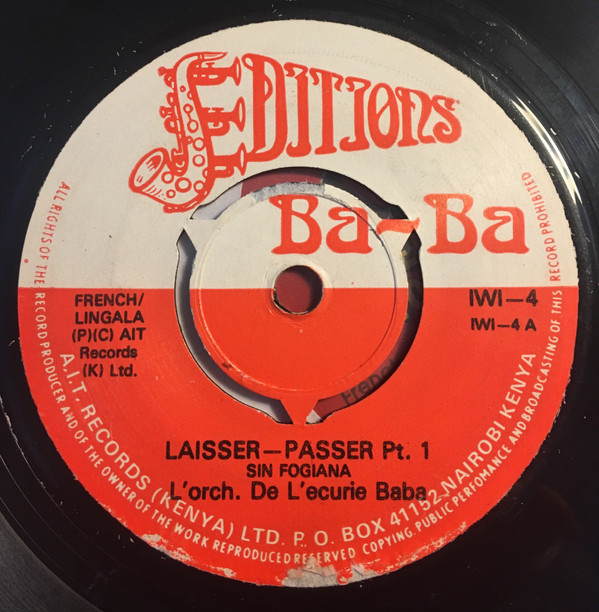 EDITIONS
Ba-Ba
FRENCH/
LINGALA
(P)(C) AIT
Records
(K) Ltd.
IWI-4
IWI-4 A
LAISSER-PASSER Pt. 1
SIN FOGIANA
L'orch. De L'ecurie Baba
A.I.T. RECORDS (KENYA) LTD. P. O. BOX 41152, NAIROBI KENYA
ALL RIGHTS OF THE RECORD PRODUCER AND OF THE OWNER OF THE WORK REPRODUCED RESERVED COPYING, PUBLIC PERFOMANCE AND BROADCASTING OF THIS RECORD PROHIBITED